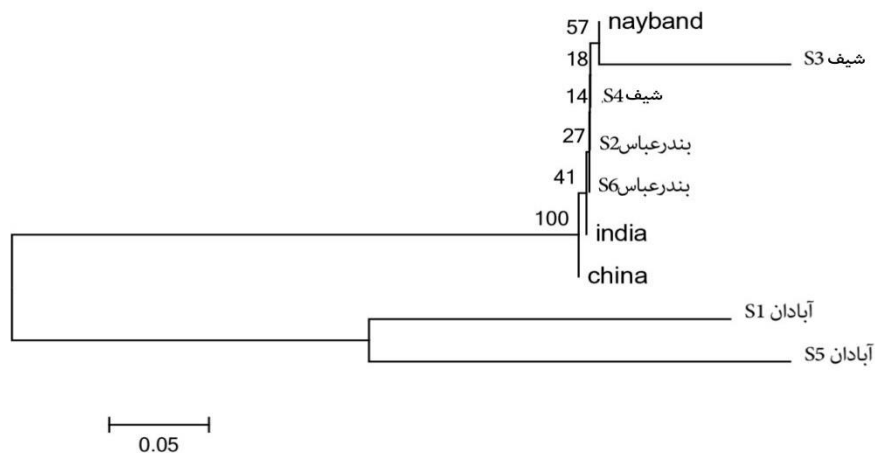 57 nayband
18 شیف S3
14 شیف S4
27 بندرعباس S2
41 بندرعباس S6
100 india
china
آبادان S1
آبادان S5
0.05